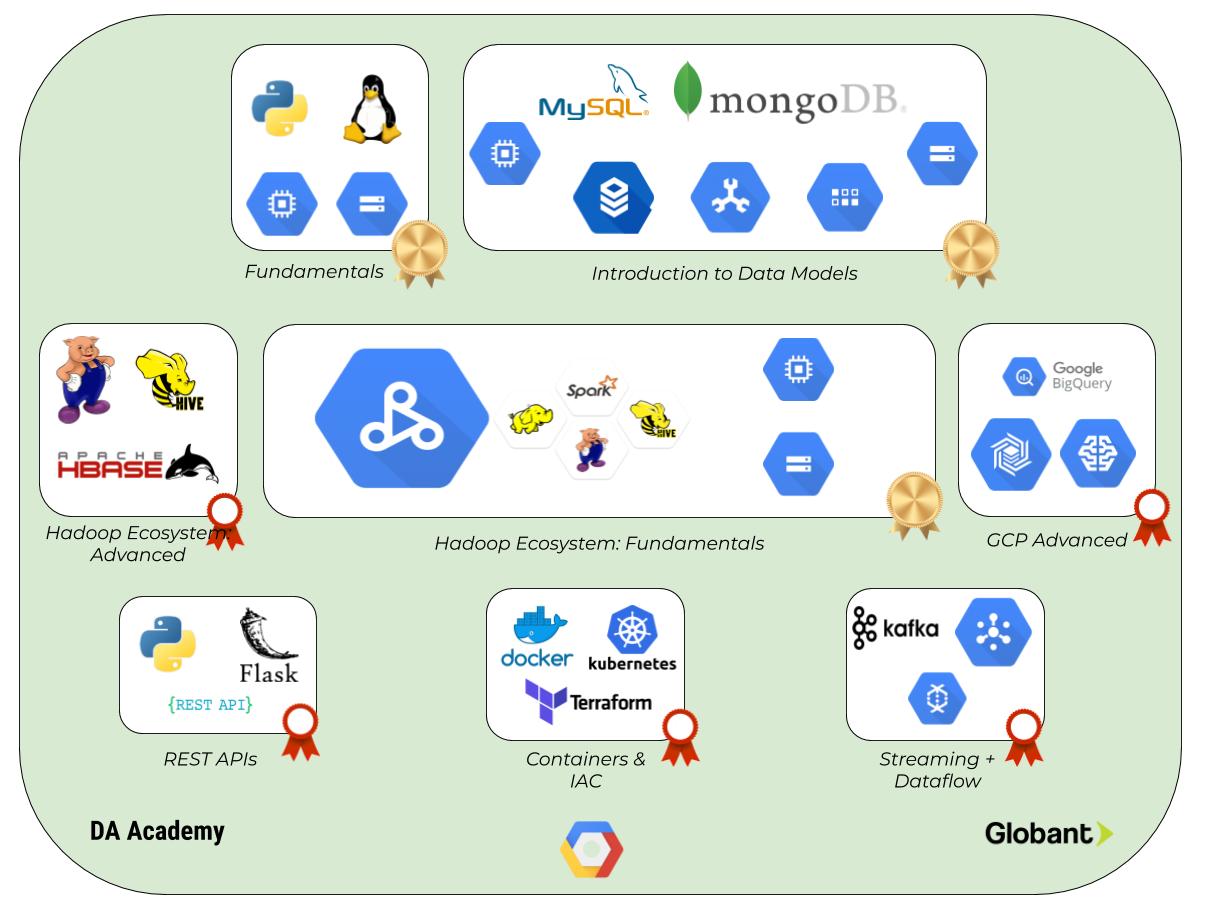 MySQL®
mongoDB®
Fundamentals
Introduction to Data Models
HIVE
APACHE
HBASE
Spark
HIVE
Google
BigQuery
Hadoop Ecosystem:
Advanced
Hadoop Ecosystem: Fundamentals
GCP Advanced
Flask
{REST API}
docker
kubernetes
Terraform
kafka
REST APIs
Containers &
IAC
Streaming +
Dataflow
DA Academy
Globant